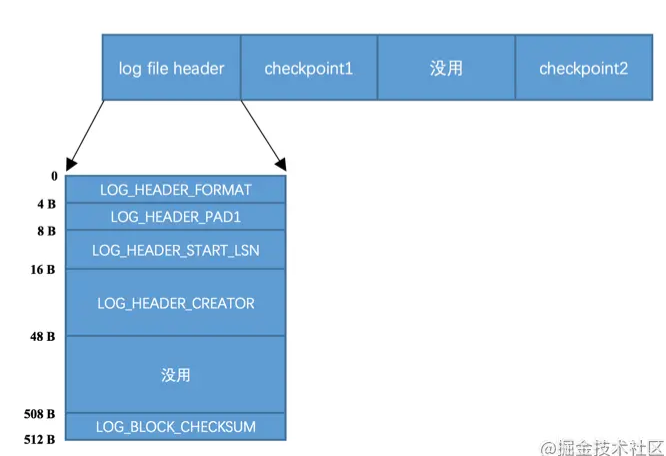 log file header
checkpoint1
没用
checkpoint2
0
LOG_HEADER_FORMAT
4 B
LOG_HEADER_PAD1
8 B
LOG_HEADER_START_LSN
16 B
LOG_HEADER_CREATOR
48 B
没用
508 B
LOG_BLOCK_CHECKSUM
512 B
@掘金技术社区